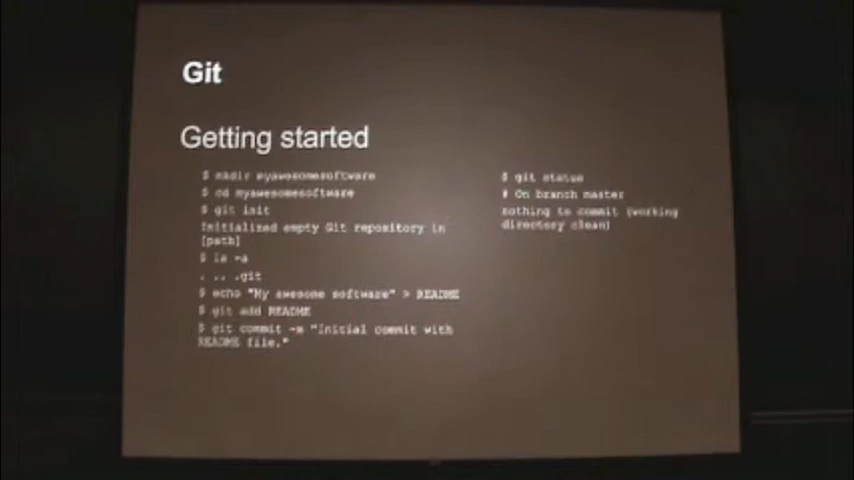 Git
Getting started
$ mkdir myawesomesoftware
$ cd myawesomesoftware
$ git init
Initialized empty Git repository in
[path]
$ ls -a
. .. .git
$ echo "My awesome software" > README
$ git add README
$ git commit -m "Initial commit with
README file."
$ git status
# On branch master
nothing to commit (working
directory clean)